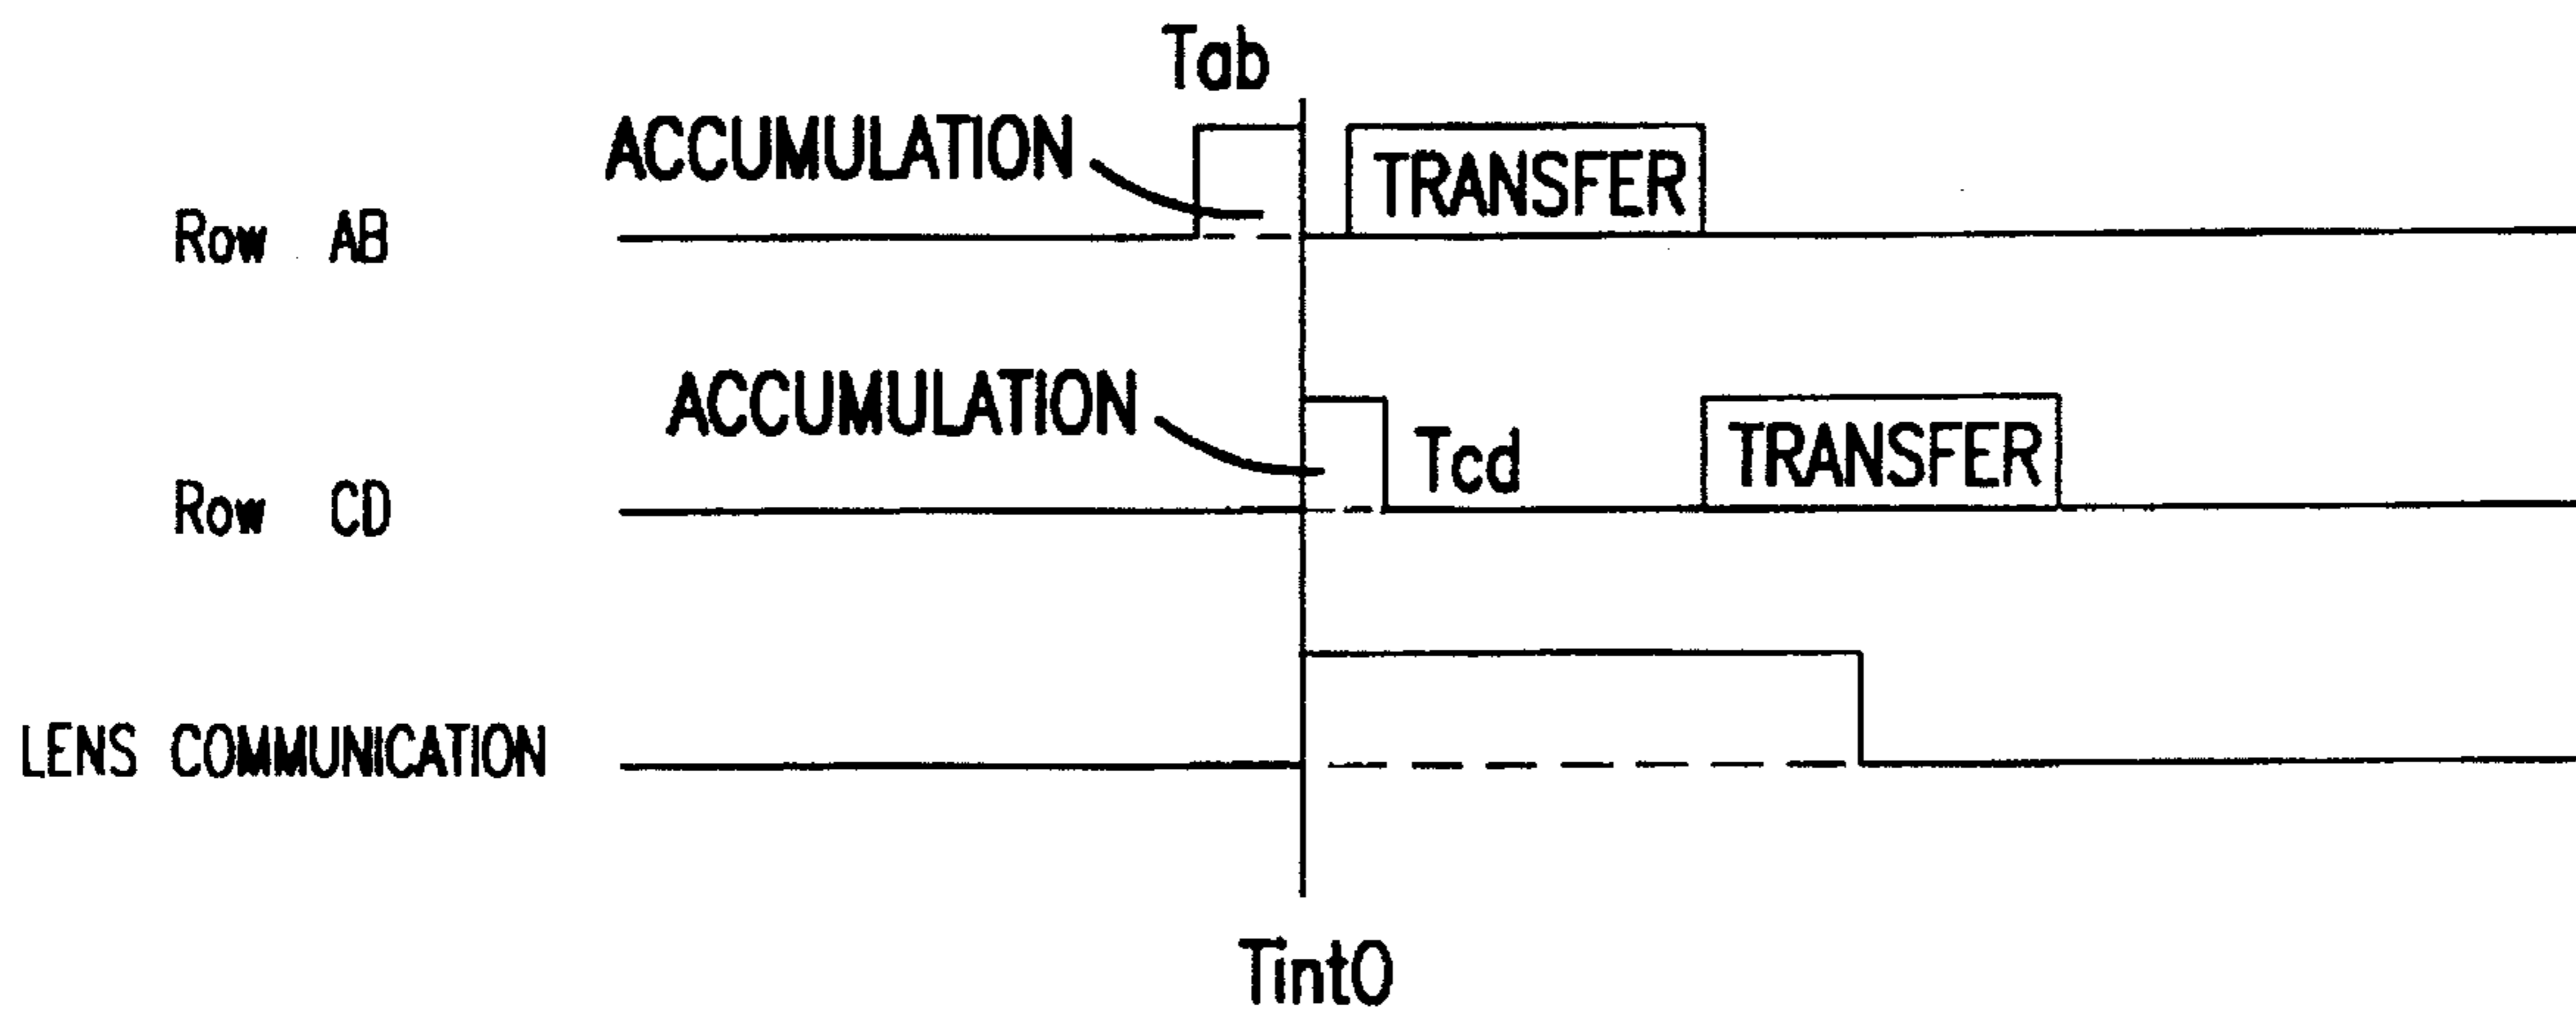 Tab
ACCUMULATION
TRANSFER
Row AB
ACCUMULATION
Tcd
TRANSFER
Row CD
LENS COMMUNICATION
Tint0